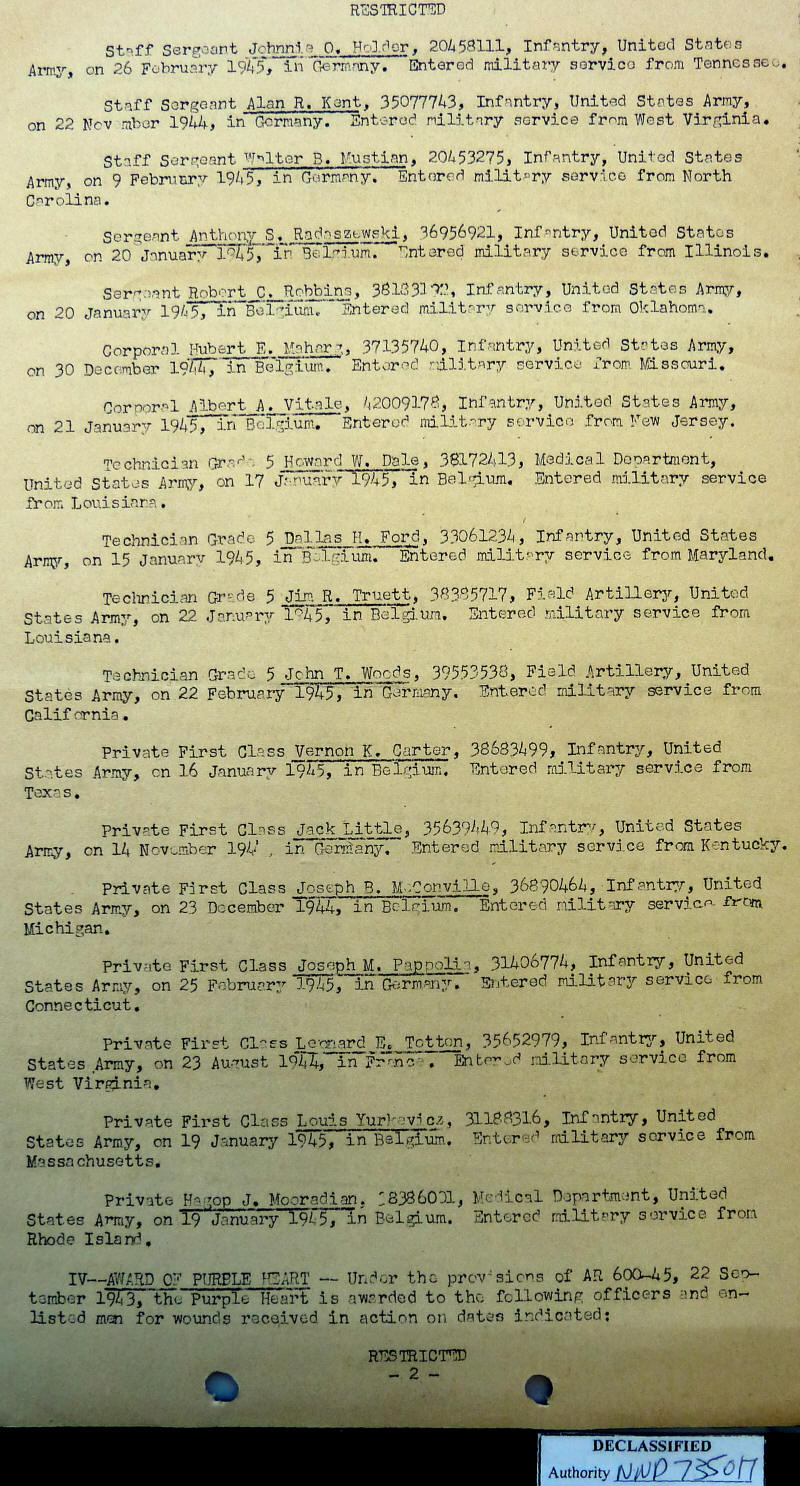 RESTRICTED
Staff Sergeant Johnnie O. Holder, 20458111, Infantry, United States
Army, on 26 February 1945, in Germany. Entered military service from Tennessee.
Staff Sergeant Alan R. Kent, 35077743, Infantry, United States Army,
on 22 November 1944, in Germany. Entered military service from West Virginia.
Staff Sergeant Walter B. Mustian, 20453275, Infantry, United States
Army, on 9 February 1945, in Germany. Entered military service from North
Carolina.
Sergeant Anthony S. Radaszewski, 36956921, Infantry, United States
Army, on 20 January 1945, in Belgium. Entered military service from Illinois.
Sergeant Robert C. Robbins, Infantry, United States Army,
on 20 January 1945, in Belgium. Entered military service from Oklahoma.
Corporal Hubert E. 37135740, Infantry, United States Army,
on 30 December 1944, in Belgium. Entered military service from Missouri.
Corporal Albert A. Vitale, 42009178, Infantry, United States Army,
on 21 January 1945, in Belgium. Entered military service from New Jersey.
Technician Grade 5 Howard W. Dale, 38172413, Medical Department,
United States Army, on 17 January 1945, in Belgium. Entered military service
from Louisiana.
Technician Grade 5 Dallas H. Ford, 33061234, Infantry, United States
Army, on 15 January 1945, in Belgium. Entered military service from Maryland.
Technician Grade 5 Jim R. Truett, 38385717, Field Artillery, United
States Army, on 22 January 1945, in Belgium. Entered military service from
Louisiana.
Technician Grade 5 John T. Woods, 39553538, Field Artillery, United
States Army, on 22 February 1945, in Germany. Entered military service from
California.
Private First Class Vernon K. Carter, 38683499, Infantry, United
States Army, on 16 January 1945, in Belgium. Entered military service from
Texas.
Private First Class Jack Little, 35639449, Infantry, United States
Army, on 14 November 194 , in Germany. Entered military service from Kentucky.
Private First Class Joseph B. McConville, 36890464, Infantry, United
States Army, on 23 December 1944, in Belgium. Entered military service from
Michigan.
Private First Class Joseph M. Pappolla, 31406774, Infantry, United
States Army, on 25 February 1945, in Germany. Entered military service from
Connecticut.
Private First Class Leonard E. Totton, 35652979, Infantry, United
States Army, on 23 August 1944, in France. Entered military service from
West Virginia.
Private First Class Louis Yurkevicz, 31188316, Infantry, United
States Army, on 19 January 1945, in Belgium. Entered military service from
Massachusetts.
Private Hagop J. Mooradian, Medical Department, United
States Army, on 19 January 1945, in Belgium. Entered military service from
Rhode Island.
IV--AWARD OF PURPLE HEART -- Under the provisions of AR 600-45, 22 Sep-
tember 1943, the Purple Heart is awarded to the following officers and en-
listed men for wounds received in action on dates indicated:
RESTRICTED
- 2 -
DECLASSIFIED
Authority NND 735017